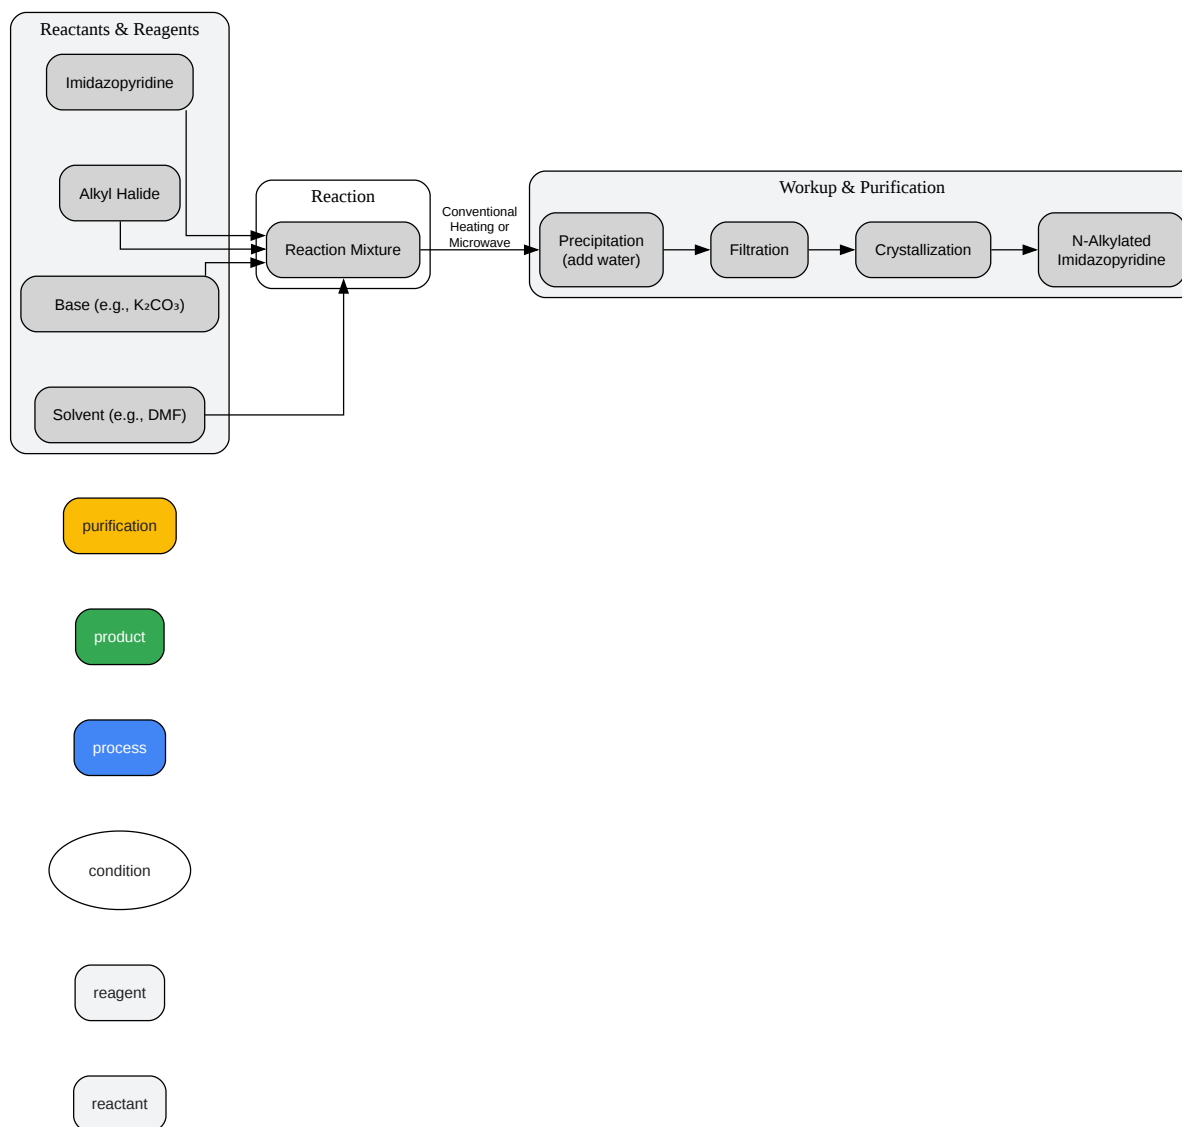 Reactants & Reagents
Imidazopyridine
Alkyl Halide
Base (e.g., K₂CO₃)
Solvent (e.g., DMF)
Reaction
Reaction Mixture
Conventional
Heating or
Microwave
Workup & Purification
Precipitation
(add water)
Filtration
Crystallization
N-Alkylated
Imidazopyridine
purification
product
process
condition
reagent
reactant